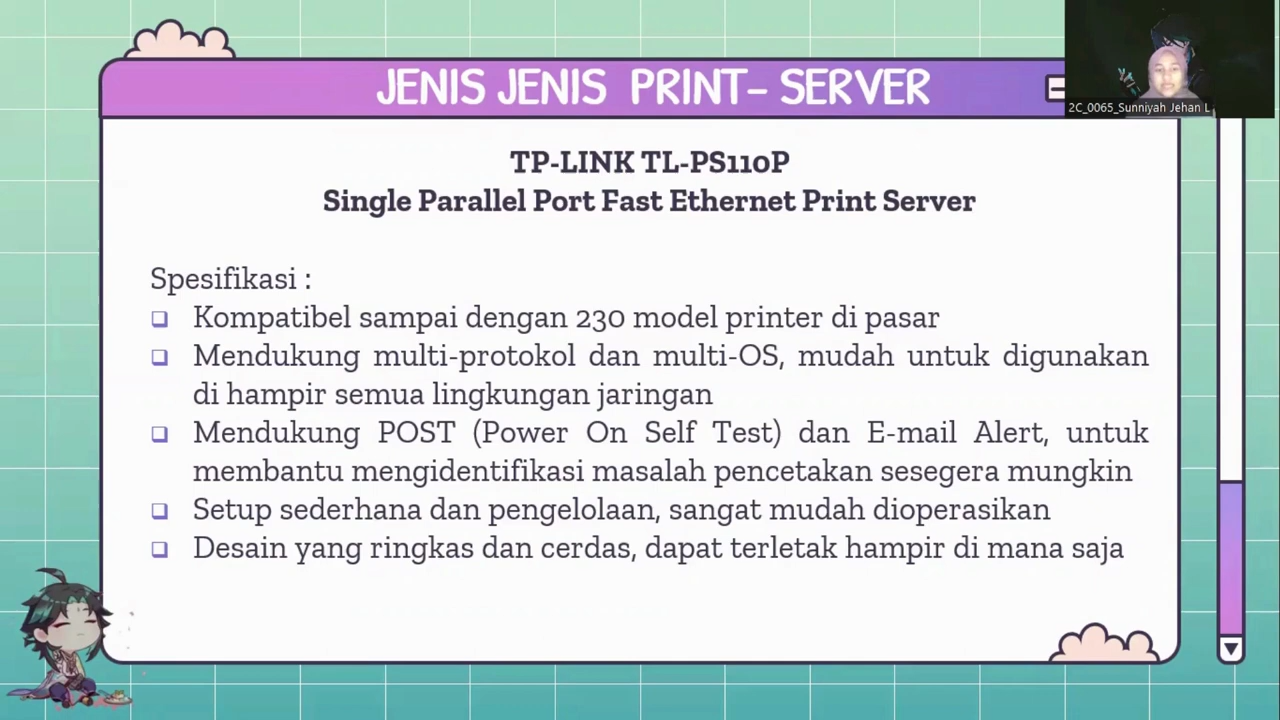 JENIS JENIS PRINT- SERVER
2C_0065_Sunniyah Jehan L
TP-LINK TL-PS110P
Single Parallel Port Fast Ethernet Print Server
Spesifikasi :
❑ Kompatibel sampai dengan 230 model printer di pasar
❑ Mendukung multi-protokol dan multi-OS, mudah untuk digunakan
di hampir semua lingkungan jaringan
❑ Mendukung POST (Power On Self Test) dan E-mail Alert, untuk
membantu mengidentifikasi masalah pencetakan sesegera mungkin
❑ Setup sederhana dan pengelolaan, sangat mudah dioperasikan
❑ Desain yang ringkas dan cerdas, dapat terletak hampir di mana saja